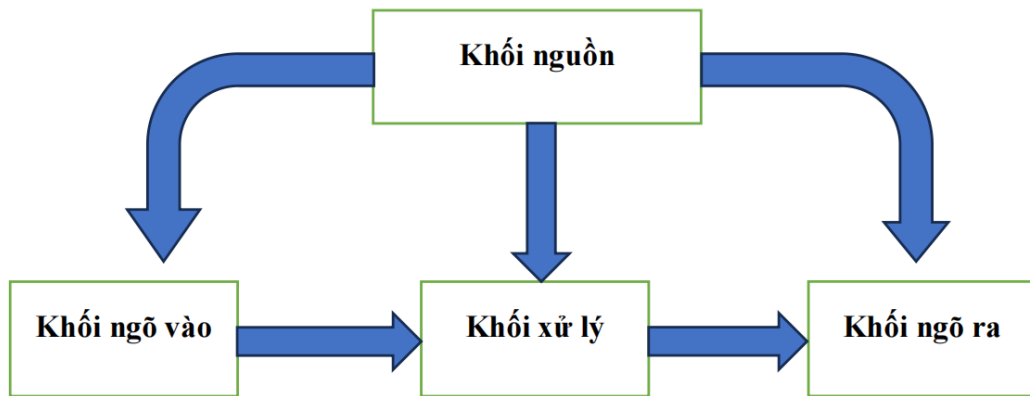 Khối nguồn
Khối ngõ vào
Khối xử lý
Khối ngõ ra